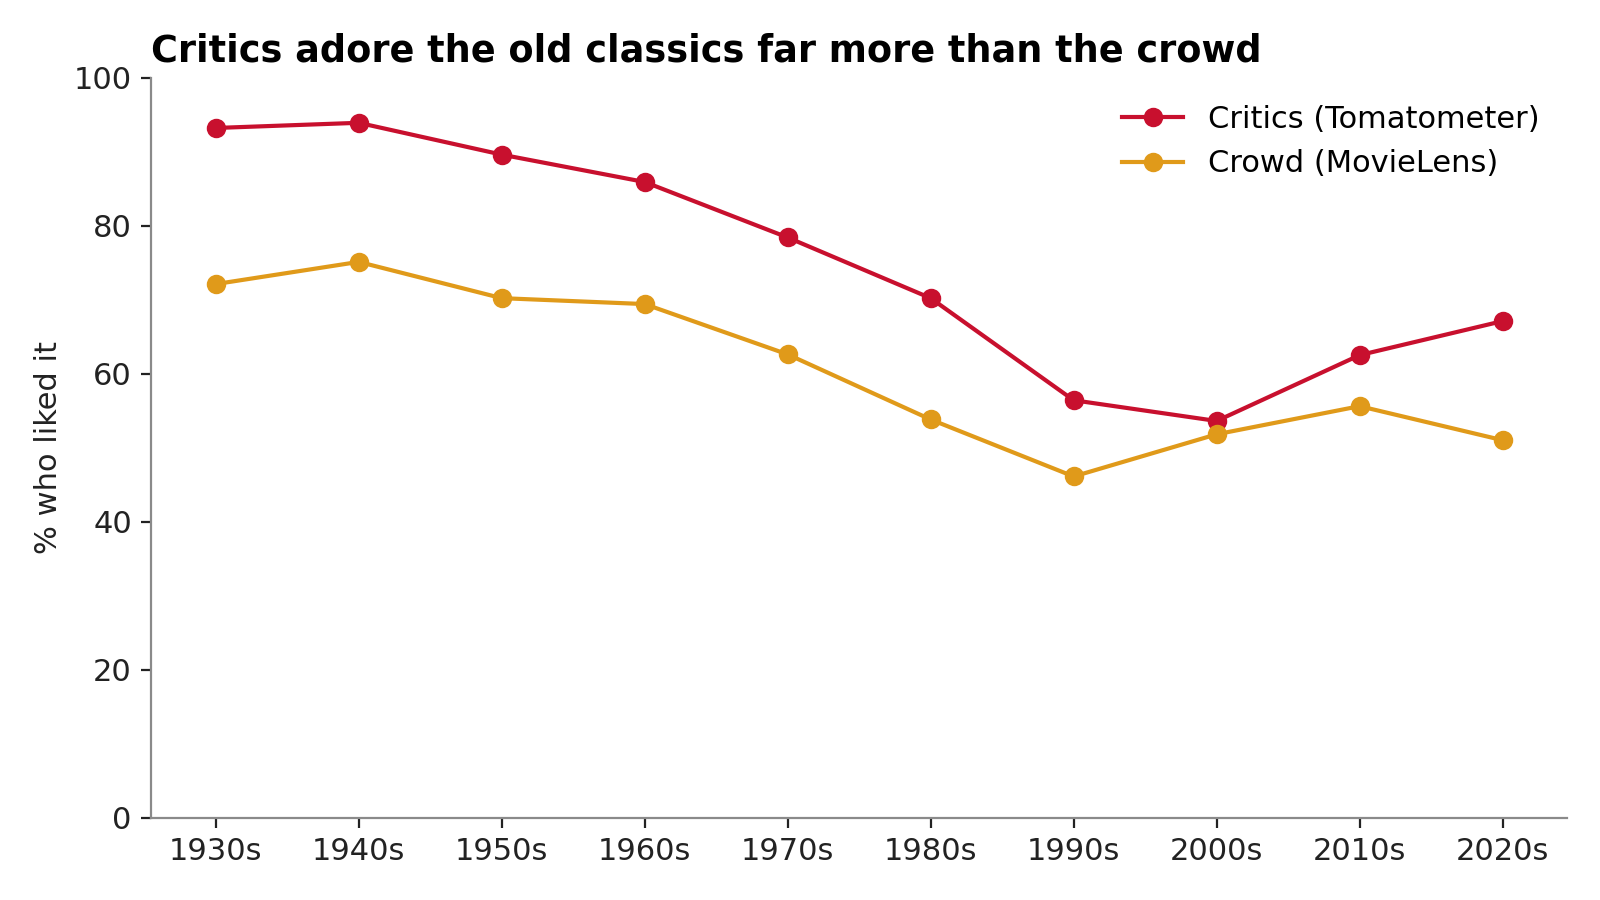 Critics adore the old classics far more than the crowd
Critics (Tomatometer)
Crowd (MovieLens)
% who liked it
100
80
60
40
20
0
1930s 1940s 1950s 1960s 1970s 1980s 1990s 2000s 2010s 2020s